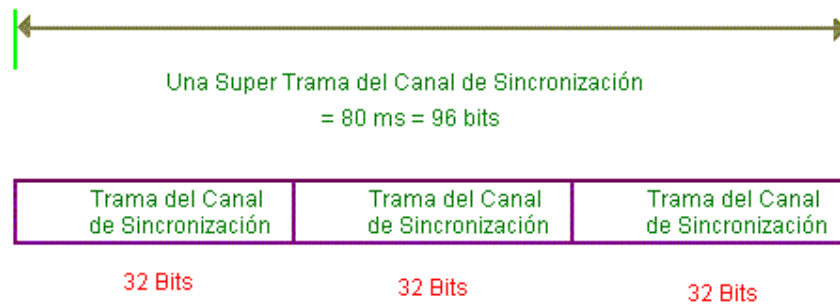 Una Super Trama del Canal de Sincronización
= 80 ms = 96 bits
Trama del Canal
de Sincronización
Trama del Canal
de Sincronización
Trama del Canal
de Sincronización
32 Bits
32 Bits
32 Bits